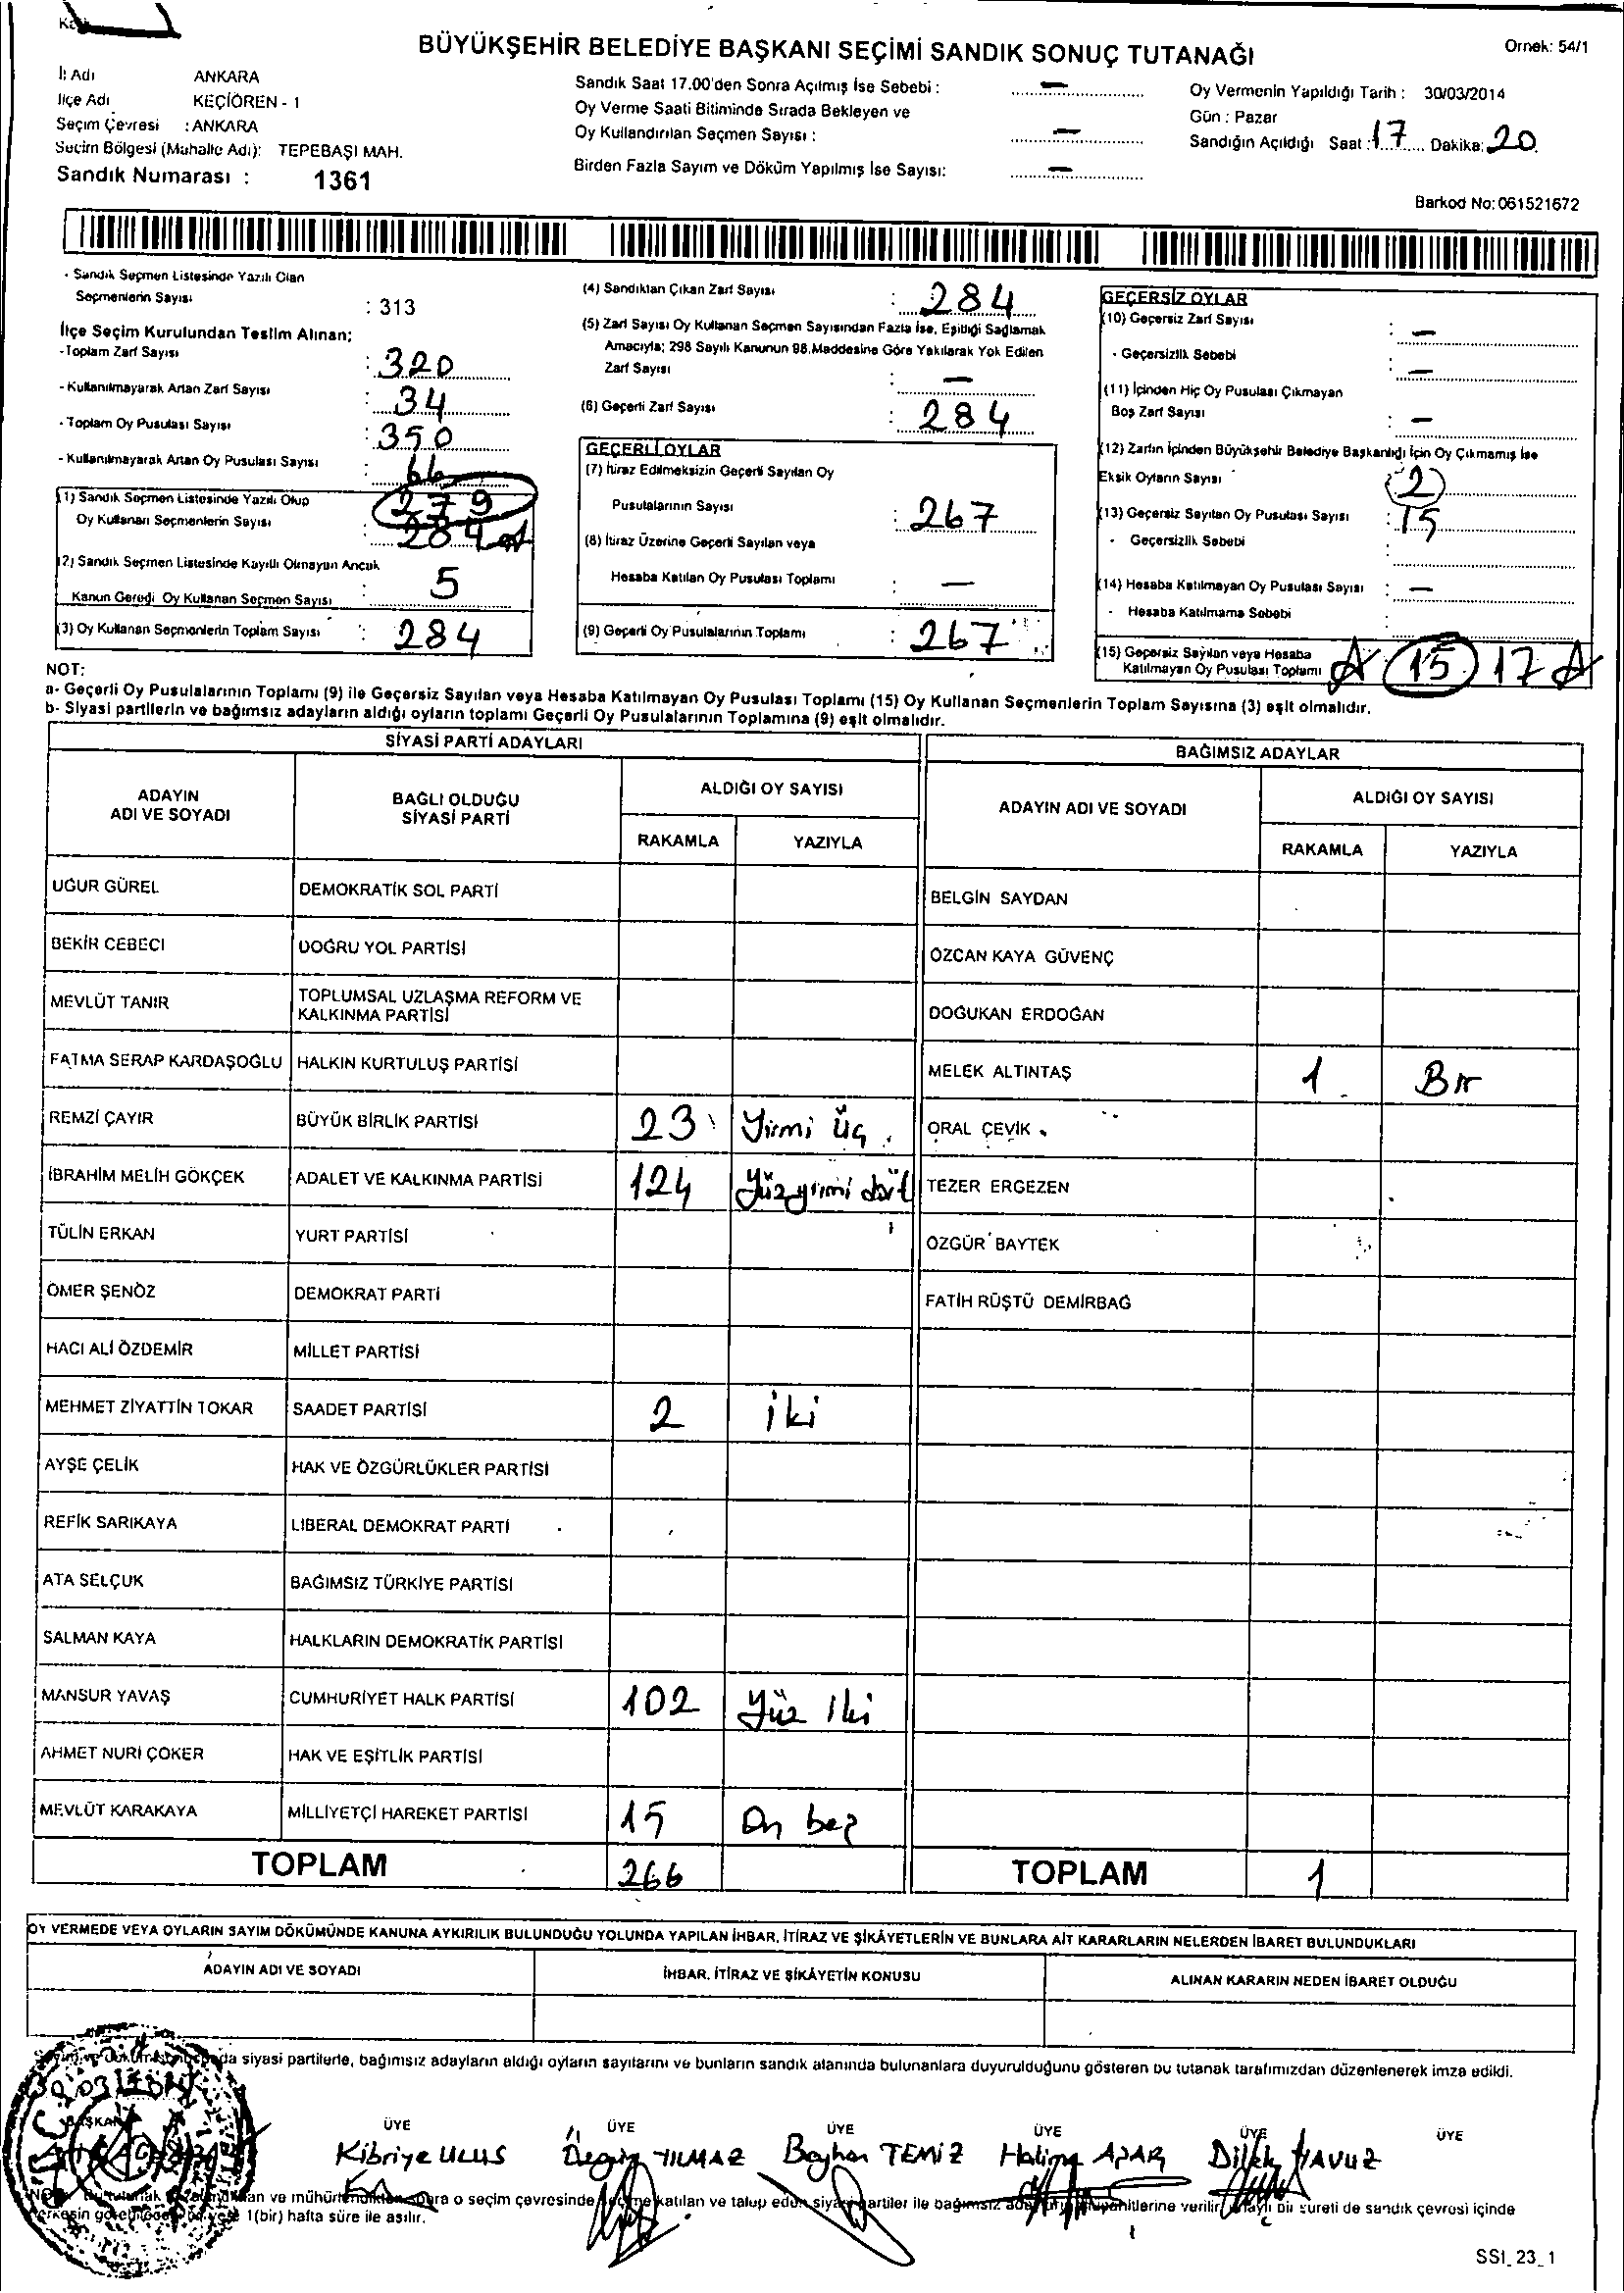 BÜYÜKŞEHİR BELEDİYE BAŞKANI SEÇİMİ SANDIK SONUÇ TUTANAĞI
Ornek: 54/1
İl Adı ANKARA
İlçe Adı KEÇİÖREN - 1
Seçim Çevresi : ANKARA
Seçim Bölgesi (Mahalle Adı): TEPEBAŞI MAH.
Sandık Numarası : 1361
Sandık Saat 17.00'den Sonra Açılmış İse Sebebi : —
Oy Verme Saati Bitiminde Sırada Bekleyen ve
Oy Kullandırılan Seçmen Sayısı : —
Birden Fazla Sayım ve Döküm Yapılmış İse Sayısı: —
Oy Vermenin Yapıldığı Tarih : 30/03/2014
Gün : Pazar
Sandığın Açıldığı Saat : 17 Dakika: 20
Barkod No: 061521672
- Sandık Seçmen Listesinde Yazılı Olan
Seçmenlerin Sayısı : 313
İlçe Seçim Kurulundan Teslim Alınan;
- Toplam Zarf Sayısı : 320
- Kullanılmayarak Artan Zarf Sayısı : 34
- Toplam Oy Pusulası Sayısı : 350
- Kullanılmayarak Artan Oy Pusulası Sayısı : 66
(1) Sandık Seçmen Listesinde Yazılı Olup
Oy Kullanan Seçmenlerin Sayısı : 279
284
(2) Sandık Seçmen Listesinde Kayıtlı Olmayan Ancak
Kanun Gereği Oy Kullanan Seçmen Sayısı : 5
(3) Oy Kullanan Seçmenlerin Toplam Sayısı : 284
(4) Sandıktan Çıkan Zarf Sayısı : 284
(5) Zarf Sayısı Oy Kullanan Seçmen Sayısından Fazla İse, Eşitliği Sağlamak
Amacıyla; 298 Sayılı Kanunun 98.Maddesine Göre Yakılarak Yok Edilen
Zarf Sayısı : —
(6) Geçerli Zarf Sayısı : 284
GEÇERLİ OYLAR
(7) İtiraz Edilmeksizin Geçerli Sayılan Oy
Pusulalarının Sayısı : 267
(8) İtiraz Üzerine Geçerli Sayılan veya
Hesaba Katılan Oy Pusulası Toplamı : —
(9) Geçerli Oy Pusulalarının Toplamı : 267
GEÇERSİZ OYLAR
(10) Geçersiz Zarf Sayısı : —
- Geçersizlik Sebebi : —
(11) İçinden Hiç Oy Pusulası Çıkmayan
Boş Zarf Sayısı : —
(12) Zarfın İçinden Büyükşehir Belediye Başkanlığı İçin Oy Çıkmamış İse
Eksik Oyların Sayısı : 2
(13) Geçersiz Sayılan Oy Pusulası Sayısı : 15
- Geçersizlik Sebebi :
(14) Hesaba Katılmayan Oy Pusulası Sayısı : —
- Hesaba Katılmama Sebebi :
(15) Geçersiz Sayılan veya Hesaba
Katılmayan Oy Pusulası Toplamı 15 17
NOT:
a- Geçerli Oy Pusulalarının Toplamı (9) ile Geçersiz Sayılan veya Hesaba Katılmayan Oy Pusulası Toplamı (15) Oy Kullanan Seçmenlerin Toplam Sayısına (3) eşit olmalıdır.
b- Siyasi partilerin ve bağımsız adayların aldığı oyların toplamı Geçerli Oy Pusulalarının Toplamına (9) eşit olmalıdır.
SİYASİ PARTİ ADAYLARI
ADAYIN ADI VE SOYADI
BAĞLI OLDUĞU SİYASİ PARTİ
ALDIĞI OY SAYISI
RAKAMLA YAZIYLA
UĞUR GÜREL DEMOKRATİK SOL PARTİ
BEKİR CEBECİ DOĞRU YOL PARTİSİ
MEVLÜT TANIR TOPLUMSAL UZLAŞMA REFORM VE
KALKINMA PARTİSİ
FATMA SERAP KARDAŞOĞLU HALKIN KURTULUŞ PARTİSİ
REMZİ ÇAYIR BÜYÜK BİRLİK PARTİSİ 23 Yirmi Üç
İBRAHİM MELİH GÖKÇEK ADALET VE KALKINMA PARTİSİ 124 Yüzyirmi dört
TÜLİN ERKAN YURT PARTİSİ
ÖMER ŞENÖZ DEMOKRAT PARTİ
HACI ALİ ÖZDEMİR MİLLET PARTİSİ
MEHMET ZİYATTİN TOKAR SAADET PARTİSİ 2 iki
AYŞE ÇELİK HAK VE ÖZGÜRLÜKLER PARTİSİ
REFİK SARIKAYA LİBERAL DEMOKRAT PARTİ
ATA SELÇUK BAĞIMSIZ TÜRKİYE PARTİSİ
SALMAN KAYA HALKLARIN DEMOKRATİK PARTİSİ
MANSUR YAVAŞ CUMHURİYET HALK PARTİSİ 102 Yüz İki
AHMET NURİ ÇOKER HAK VE EŞİTLİK PARTİSİ
MEVLÜT KARAKAYA MİLLİYETÇİ HAREKET PARTİSİ 15 On beş
TOPLAM 266
BAĞIMSIZ ADAYLAR
ADAYIN ADI VE SOYADI
ALDIĞI OY SAYISI
RAKAMLA YAZIYLA
BELGİN SAYDAN
ÖZCAN KAYA GÜVENÇ
DOĞUKAN ERDOĞAN
MELEK ALTINTAŞ 1 Bir
ORAL ÇEVİK
TEZER ERGEZEN
ÖZGÜR BAYTEK
FATİH RÜŞTÜ DEMİRBAĞ
TOPLAM 1
OY VERMEDE VEYA OYLARIN SAYIM DÖKÜMÜNDE KANUNA AYKIRILIK BULUNDUĞU YOLUNDA YAPILAN İHBAR, İTİRAZ VE ŞİKÂYETLERİN VE BUNLARA AİT KARARLARIN NELERDEN İBARET BULUNDUKLARI
ADAYIN ADI VE SOYADI
İHBAR, İTİRAZ VE ŞİKÂYETİN KONUSU
ALINAN KARARIN NEDEN İBARET OLDUĞU
siyasi partilerle, bağımsız adayların aldığı oyların sayılarını ve bunların sandık alanında bulunanlara duyurulduğunu gösteren bu tutanak tarafımızdan düzenlenerek imza edildi.
BAŞKAN ÜYE ÜYE ÜYE ÜYE ÜYE ÜYE
Kibriye ULUS Özgür YILMAZ Beyhan TEMİZ Halime ACAR Dilek YAVUZ
ve mühürlendikten sonra o seçim çevresinde seçime katılan ve talep eden siyasi partiler ile bağımsız aday müşahitlerine verilir, onaylı bir sureti de sandık çevresi içinde
1(bir) hafta süre ile asılır.
SSI_23_1